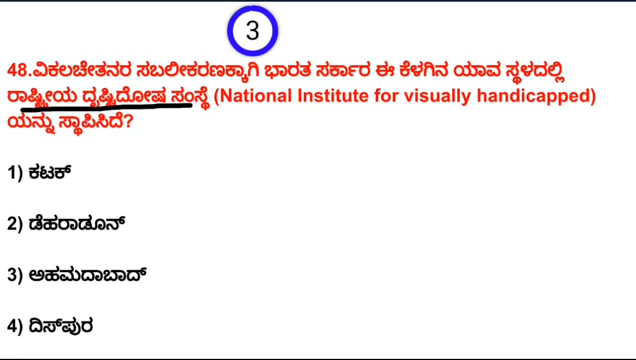 3
48.ವಿಕಲಚೇತನರ ಸಬಲೀಕರಣಕ್ಕಾಗಿ ಭಾರತ ಸರ್ಕಾರ ಈ ಕೆಳಗಿನ ಯಾವ ಸ್ಥಳದಲ್ಲಿ
ರಾಷ್ಟ್ರೀಯ ದೃಷ್ಟಿದೋಷ ಸಂಸ್ಥೆ (National Institute for visually handicapped)
ಯನ್ನು ಸ್ಥಾಪಿಸಿದೆ?
1) ಕಟಕ್
2) ಡೆಹರಾಡೂನ್
3) ಅಹಮದಾಬಾದ್
4) ದಿಸ್‌ಪುರ